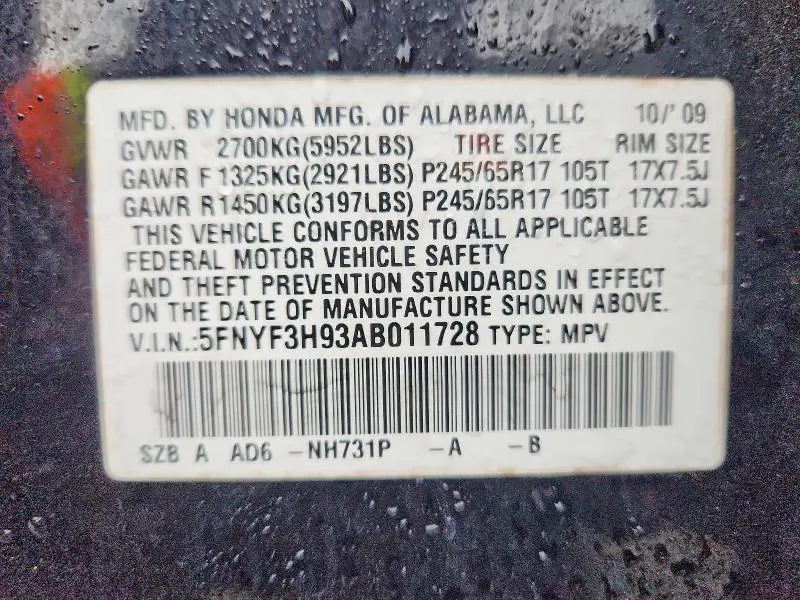 MFD. BY HONDA MFG. OF ALABAMA, LLC 10/'09
GVWR 2700KG(5952LBS) TIRE SIZE RIM SIZE
GAWR F 1325KG(2921LBS) P245/65R17 105T 17X7.5J
GAWR R 1450KG(3197LBS) P245/65R17 105T 17X7.5J
THIS VEHICLE CONFORMS TO ALL APPLICABLE
FEDERAL MOTOR VEHICLE SAFETY
AND THEFT PREVENTION STANDARDS IN EFFECT
ON THE DATE OF MANUFACTURE SHOWN ABOVE.
V.I.N.:5FNYF3H93AB011728 TYPE: MPV
SZB A AD6 -NH731P -A -B